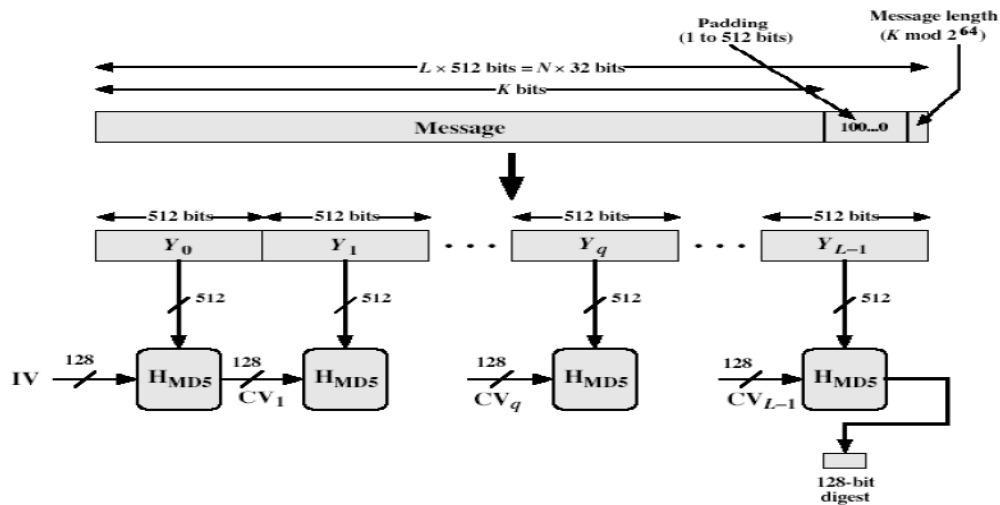 Padding
(1 to 512 bits)
Message length
(K mod 2^64)
L × 512 bits = N × 32 bits
K bits
Message
100...0
512 bits
512 bits
512 bits
512 bits
Y0
Y1
• • •
Yq
• • •
YL–1
512
512
512
512
IV
128
HMD5
128
CV1
HMD5
128
CVq
HMD5
128
CVL–1
HMD5
128-bit
digest